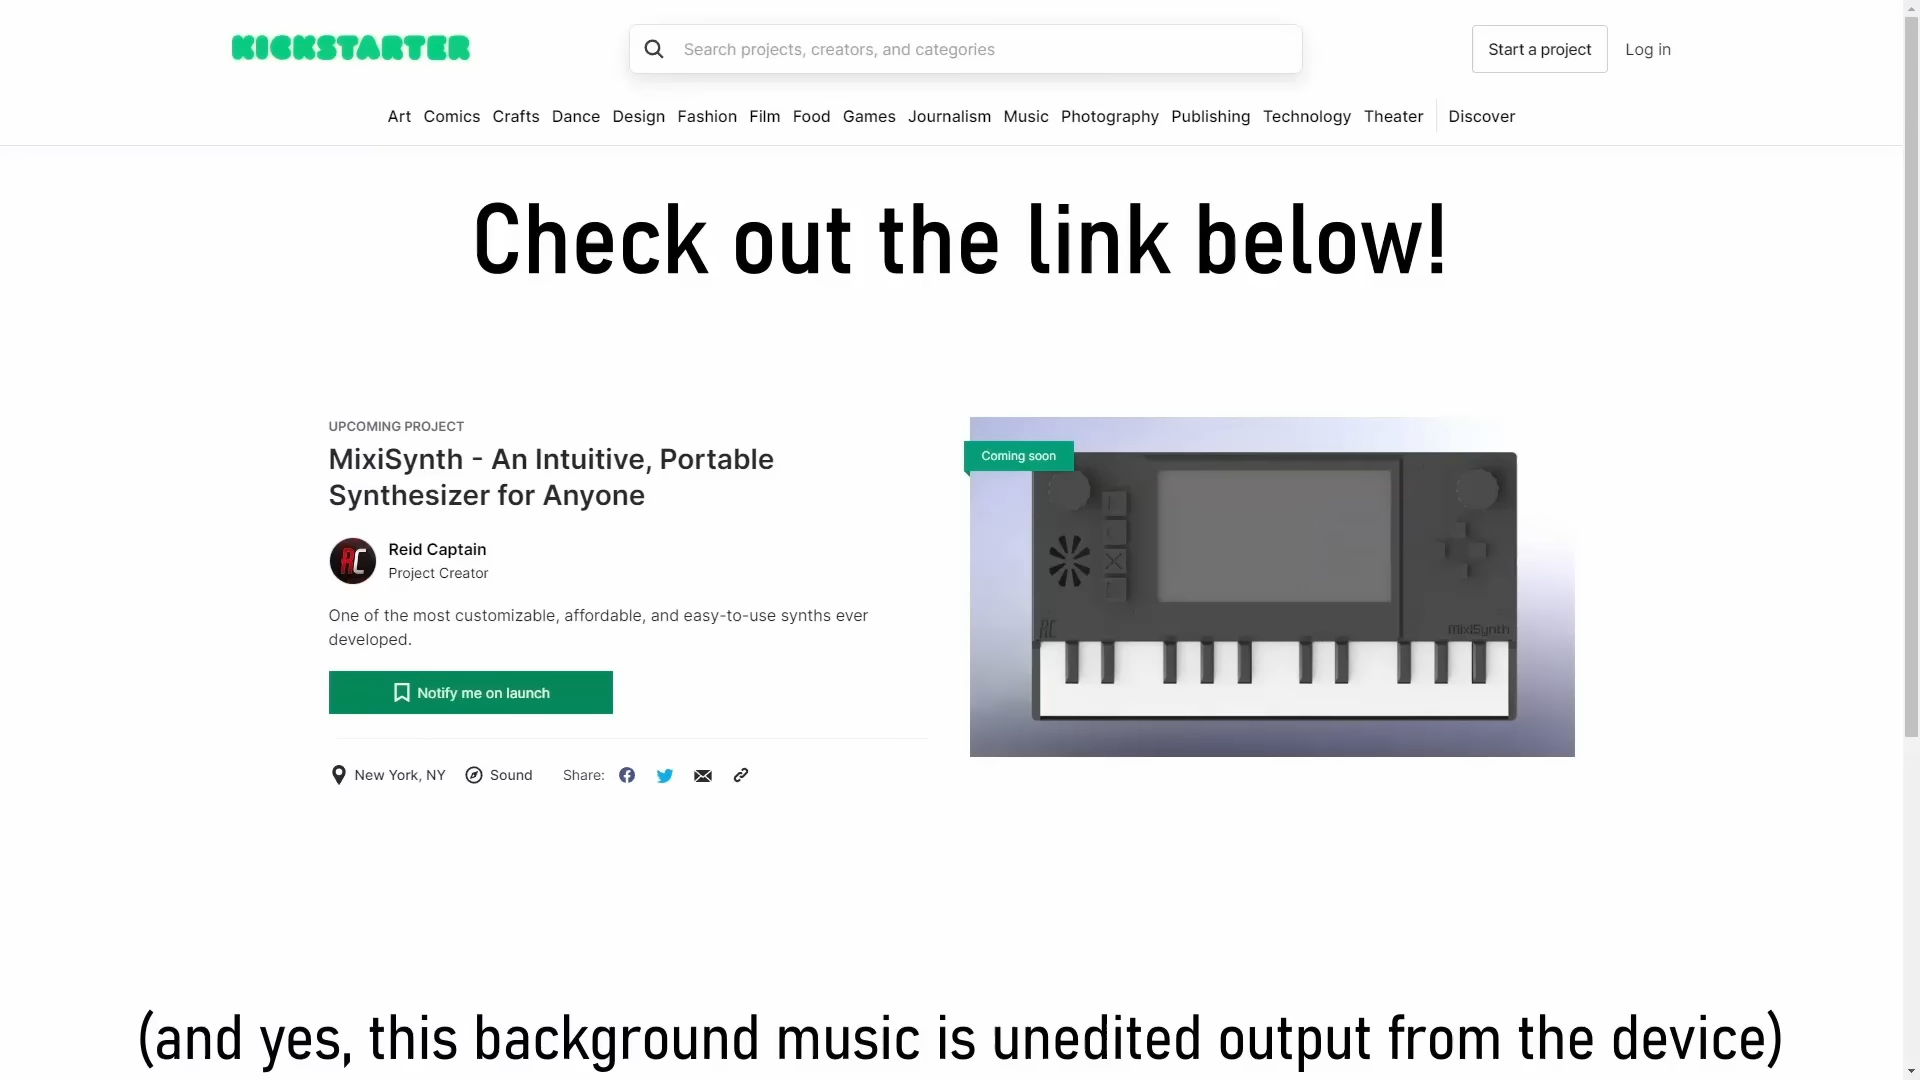 KICKSTARTER
Search projects, creators, and categories
Start a project
Log in
Art Comics Crafts Dance Design Fashion Film Food Games Journalism Music Photography Publishing Technology Theater Discover
Check out the link below!
UPCOMING PROJECT
MixiSynth - An Intuitive, Portable
Synthesizer for Anyone
RC
Reid Captain
Project Creator
One of the most customizable, affordable, and easy-to-use synths ever
developed.
Notify me on launch
New York, NY
Sound
Share:
Coming soon
RC
MixiSynth
(and yes, this background music is unedited output from the device)